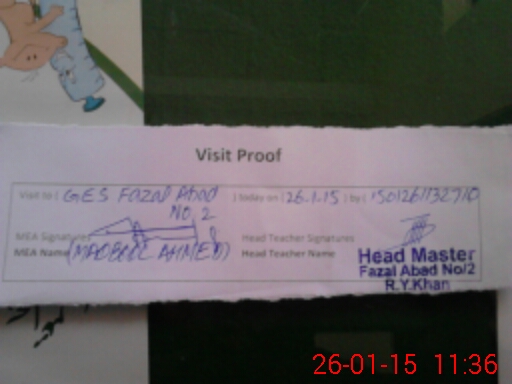 Visit Proof
Visit to ( GES Fazal Abad No. 2 ) today on ( 26.1.15 ) by (
MEA Signatures Head Teacher Signatures
MEA Name (MAQBOOL AHMED) Head Teacher Name
Head Master
Fazal Abad No/2
R.Y.Khan
26-01-15 11:36